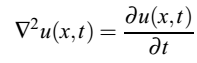 ∇²u(x,t) = ∂u(x,t)/∂t